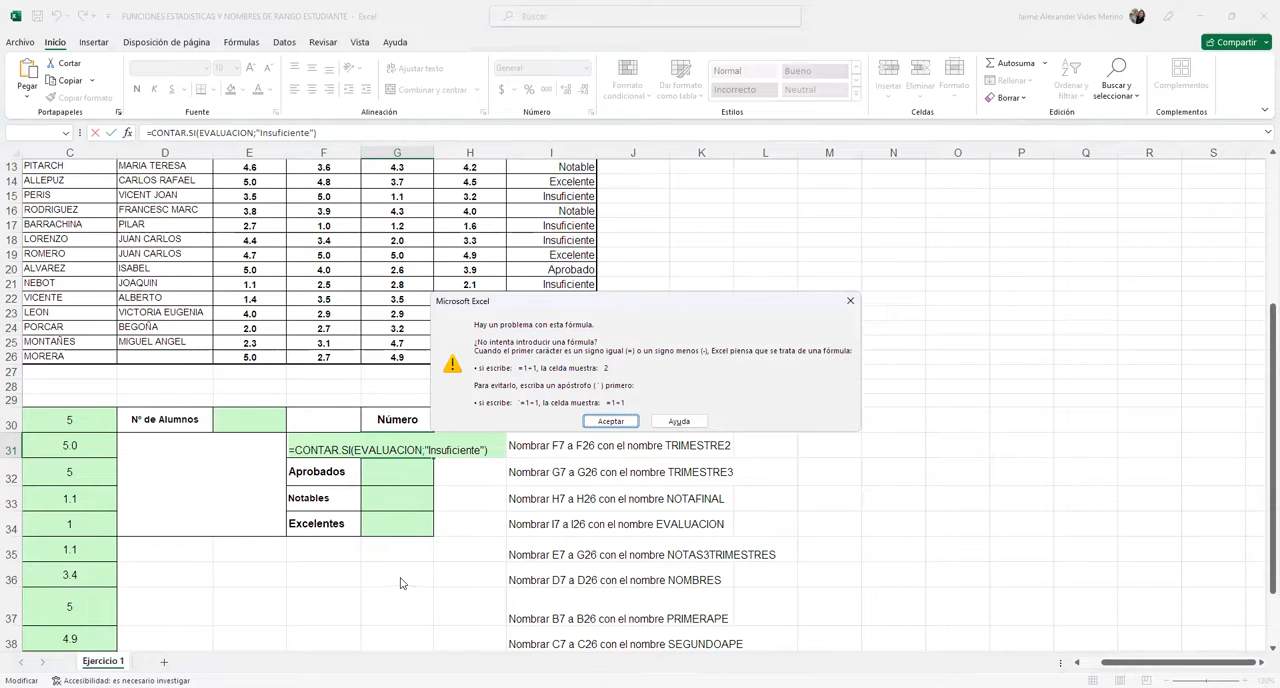 FUNCIONES ESTADISTICAS Y NOMBRES DE RANGO ESTUDIANTE - Excel
Buscar
Jaime Alexander Vides Merino
Archivo Inicio Insertar Disposición de página Fórmulas Datos Revisar Vista Ayuda
Compartir
Pegar
Cortar
Copiar
Copiar formato
Portapapeles
10
N K S
Fuente
Ajustar texto
Combinar y centrar
Alineación
General
$ % 000
Número
Formato condicional
Dar formato como tabla
Normal Bueno
Incorrecto Neutral
Estilos
Insertar Eliminar Formato
Celdas
Autosuma
Rellenar
Borrar
Ordenar y filtrar
Buscar y seleccionar
Edición
Complementos
Complementos
fx =CONTAR.SI(EVALUACION;"Insuficiente")
C D E F G H I J K L M N O P Q R S
13 PITARCH MARIA TERESA 4.6 3.6 4.3 4.2 Notable
14 ALLEPUZ CARLOS RAFAEL 5.0 4.8 3.7 4.5 Excelente
15 PERIS VICENT JOAN 3.5 5.0 1.1 3.2 Insuficiente
16 RODRIGUEZ FRANCESC MARC 3.8 3.9 4.3 4.0 Notable
17 BARRACHINA PILAR 2.7 1.0 1.2 1.6 Insuficiente
18 LORENZO JUAN CARLOS 4.4 3.4 2.0 3.3 Insuficiente
19 ROMERO JUAN CARLOS 4.7 5.0 5.0 4.9 Excelente
20 ALVAREZ ISABEL 5.0 4.0 2.6 3.9 Aprobado
21 NEBOT JOAQUIN 1.1 2.5 2.8 2.1 Insuficiente
22 VICENTE ALBERTO 1.4 3.5 3.5
23 LEON VICTORIA EUGENIA 4.0 2.9 2.9
24 PORCAR BEGOÑA 2.0 2.7 3.2
25 MONTAÑES MIGUEL ANGEL 2.3 3.1 4.7
26 MORERA 5.0 2.7 4.9
27
28
29
Microsoft Excel
Hay un problema con esta fórmula.
¿No intenta introducir una fórmula?
Cuando el primer carácter es un signo igual (=) o un signo menos (-), Excel piensa que se trata de una fórmula:
• si escribe: =1+1, la celda muestra: 2
Para evitarlo, escriba un apóstrofo (´) primero:
• si escribe: ´=1+1, la celda muestra: =1+1
Aceptar Ayuda
30 5 Nº de Alumnos Número
31 5.0 =CONTAR.SI(EVALUACION;"Insuficiente") Nombrar F7 a F26 con el nombre TRIMESTRE2
32 5 Aprobados Nombrar G7 a G26 con el nombre TRIMESTRE3
33 1.1 Notables Nombrar H7 a H26 con el nombre NOTAFINAL
34 1 Excelentes Nombrar I7 a I26 con el nombre EVALUACION
35 1.1 Nombrar E7 a G26 con el nombre NOTAS3TRIMESTRES
36 3.4 Nombrar D7 a D26 con el nombre NOMBRES
37 5 Nombrar B7 a B26 con el nombre PRIMERAPE
38 4.9 Nombrar C7 a C26 con el nombre SEGUNDOAPE
Ejercicio 1
Modificar Accesibilidad: es necesario investigar
120%